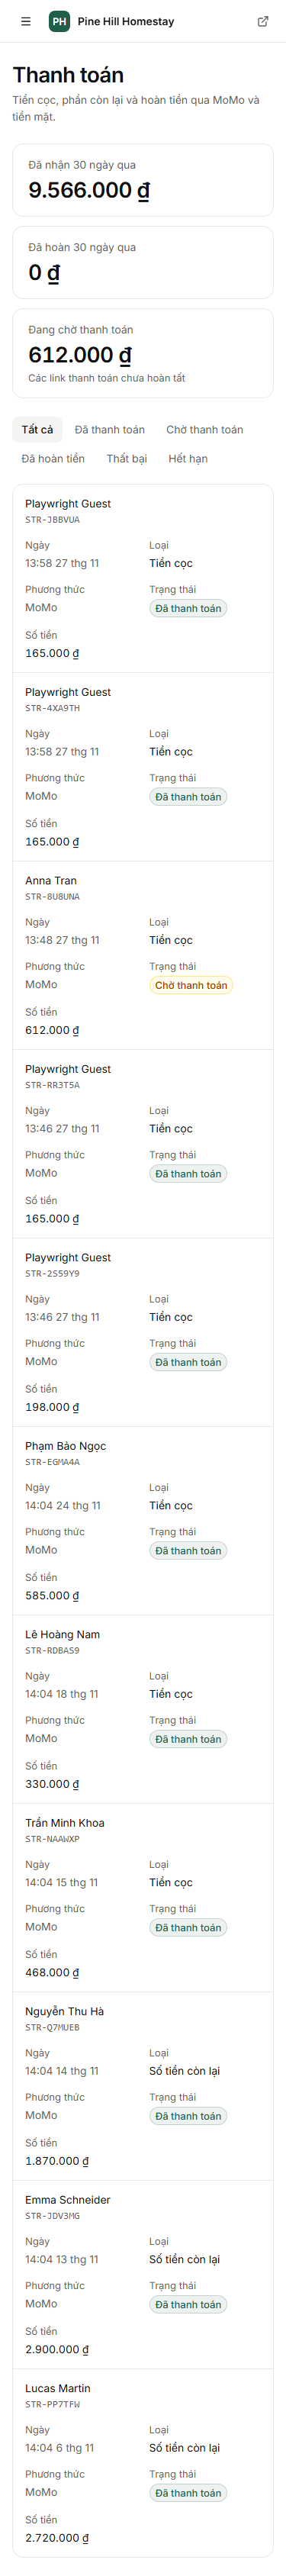 PH Pine Hill Homestay
Thanh toán
Tiền cọc, phần còn lại và hoàn tiền qua MoMo và
tiền mặt.
Đã nhận 30 ngày qua
9.566.000 ₫
Đã hoàn 30 ngày qua
0 ₫
Đang chờ thanh toán
612.000 ₫
Các link thanh toán chưa hoàn tất
Tất cả Đã thanh toán Chờ thanh toán
Đã hoàn tiền Thất bại Hết hạn
Playwright Guest
STR-JBBVUA
Ngày Loại
13:58 27 thg 11 Tiền cọc
Phương thức Trạng thái
MoMo Đã thanh toán
Số tiền
165.000 ₫
Playwright Guest
STR-4XA9TH
Ngày Loại
13:58 27 thg 11 Tiền cọc
Phương thức Trạng thái
MoMo Đã thanh toán
Số tiền
165.000 ₫
Anna Tran
STR-8U8UNA
Ngày Loại
13:48 27 thg 11 Tiền cọc
Phương thức Trạng thái
MoMo Chờ thanh toán
Số tiền
612.000 ₫
Playwright Guest
STR-RR3T5A
Ngày Loại
13:46 27 thg 11 Tiền cọc
Phương thức Trạng thái
MoMo Đã thanh toán
Số tiền
165.000 ₫
Playwright Guest
STR-2S59Y9
Ngày Loại
13:46 27 thg 11 Tiền cọc
Phương thức Trạng thái
MoMo Đã thanh toán
Số tiền
198.000 ₫
Phạm Bảo Ngọc
STR-EGMA4A
Ngày Loại
14:04 24 thg 11 Tiền cọc
Phương thức Trạng thái
MoMo Đã thanh toán
Số tiền
585.000 ₫
Lê Hoàng Nam
STR-RDBAS9
Ngày Loại
14:04 18 thg 11 Tiền cọc
Phương thức Trạng thái
MoMo Đã thanh toán
Số tiền
330.000 ₫
Trần Minh Khoa
STR-NAAWXP
Ngày Loại
14:04 15 thg 11 Tiền cọc
Phương thức Trạng thái
MoMo Đã thanh toán
Số tiền
468.000 ₫
Nguyễn Thu Hà
STR-Q7MUEB
Ngày Loại
14:04 14 thg 11 Số tiền còn lại
Phương thức Trạng thái
MoMo Đã thanh toán
Số tiền
1.870.000 ₫
Emma Schneider
STR-JDV3MG
Ngày Loại
14:04 13 thg 11 Số tiền còn lại
Phương thức Trạng thái
MoMo Đã thanh toán
Số tiền
2.900.000 ₫
Lucas Martin
STR-PP7TFW
Ngày Loại
14:04 6 thg 11 Số tiền còn lại
Phương thức Trạng thái
MoMo Đã thanh toán
Số tiền
2.720.000 ₫